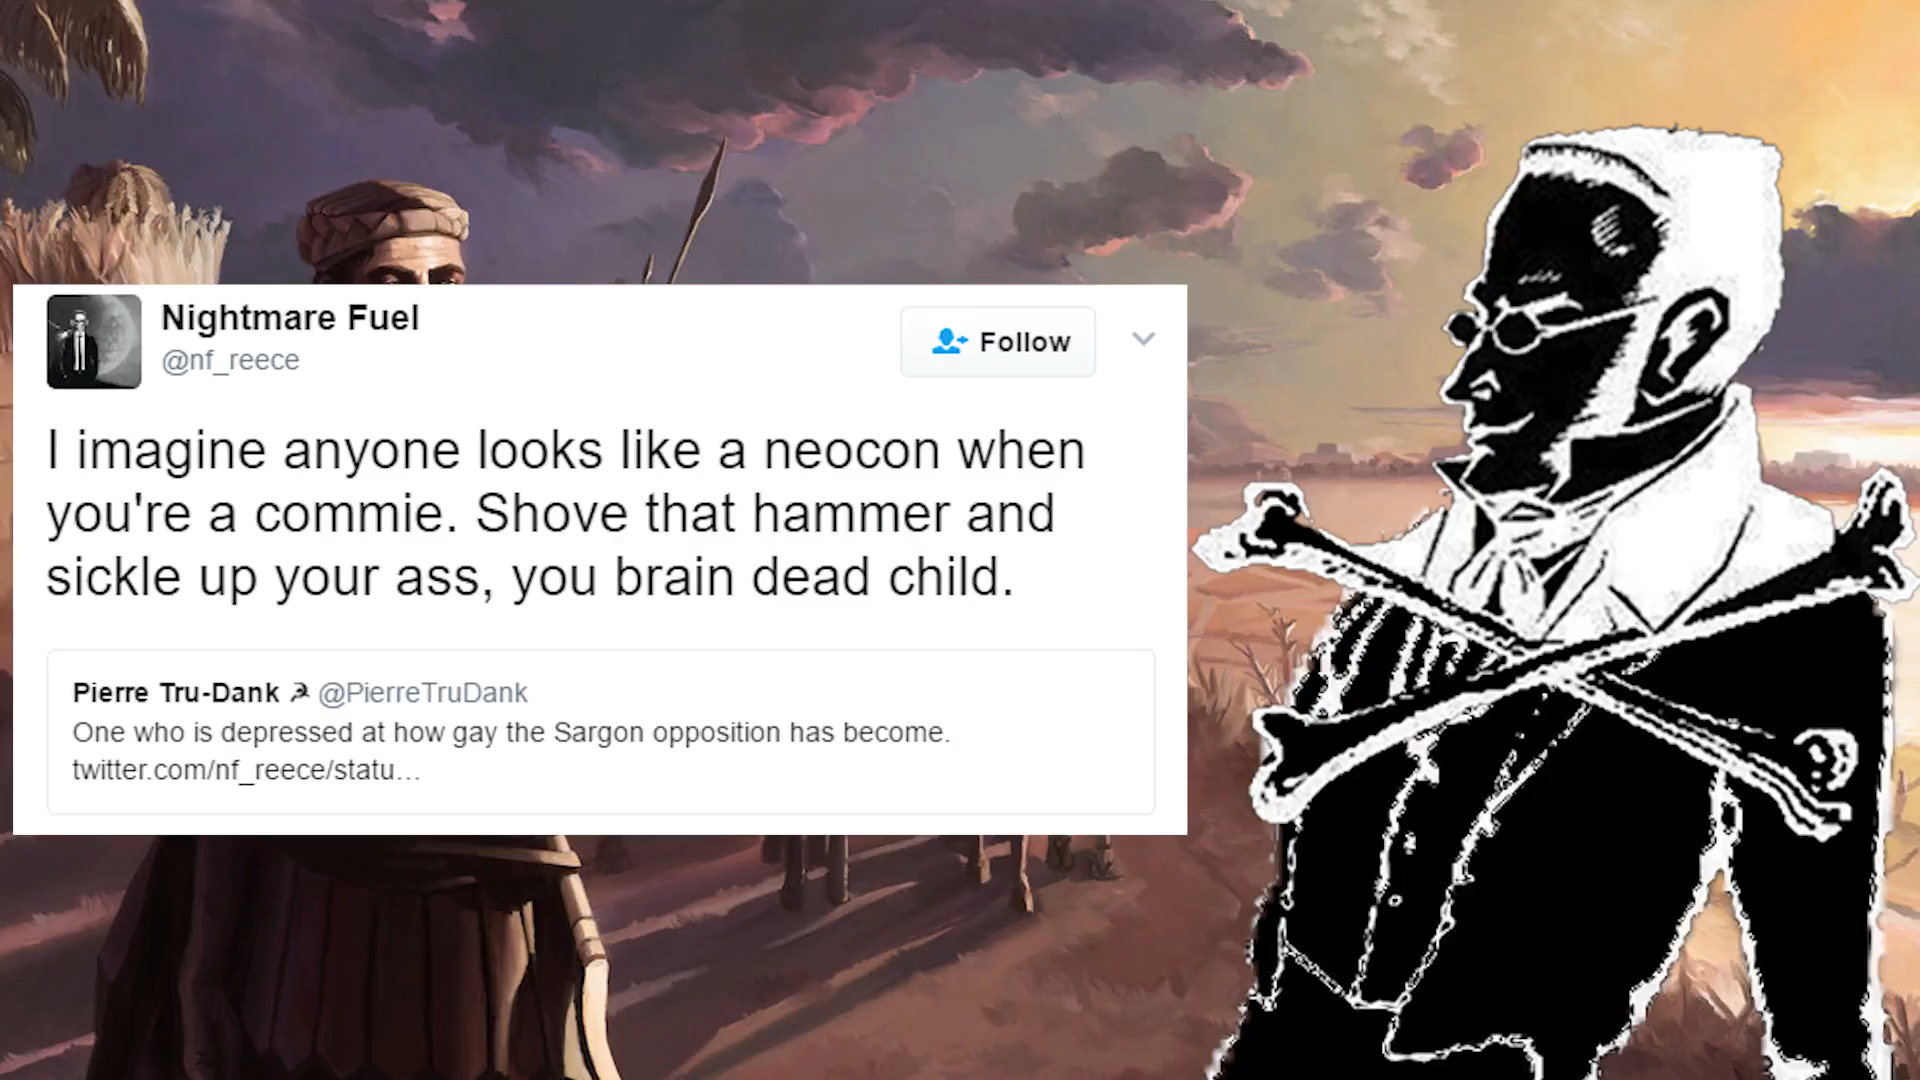 Nightmare Fuel
@nf_reece
Follow
I imagine anyone looks like a neocon when
you're a commie. Shove that hammer and
sickle up your ass, you brain dead child.
Pierre Tru-Dank ☭ @PierreTruDank
One who is depressed at how gay the Sargon opposition has become.
twitter.com/nf_reece/statu…